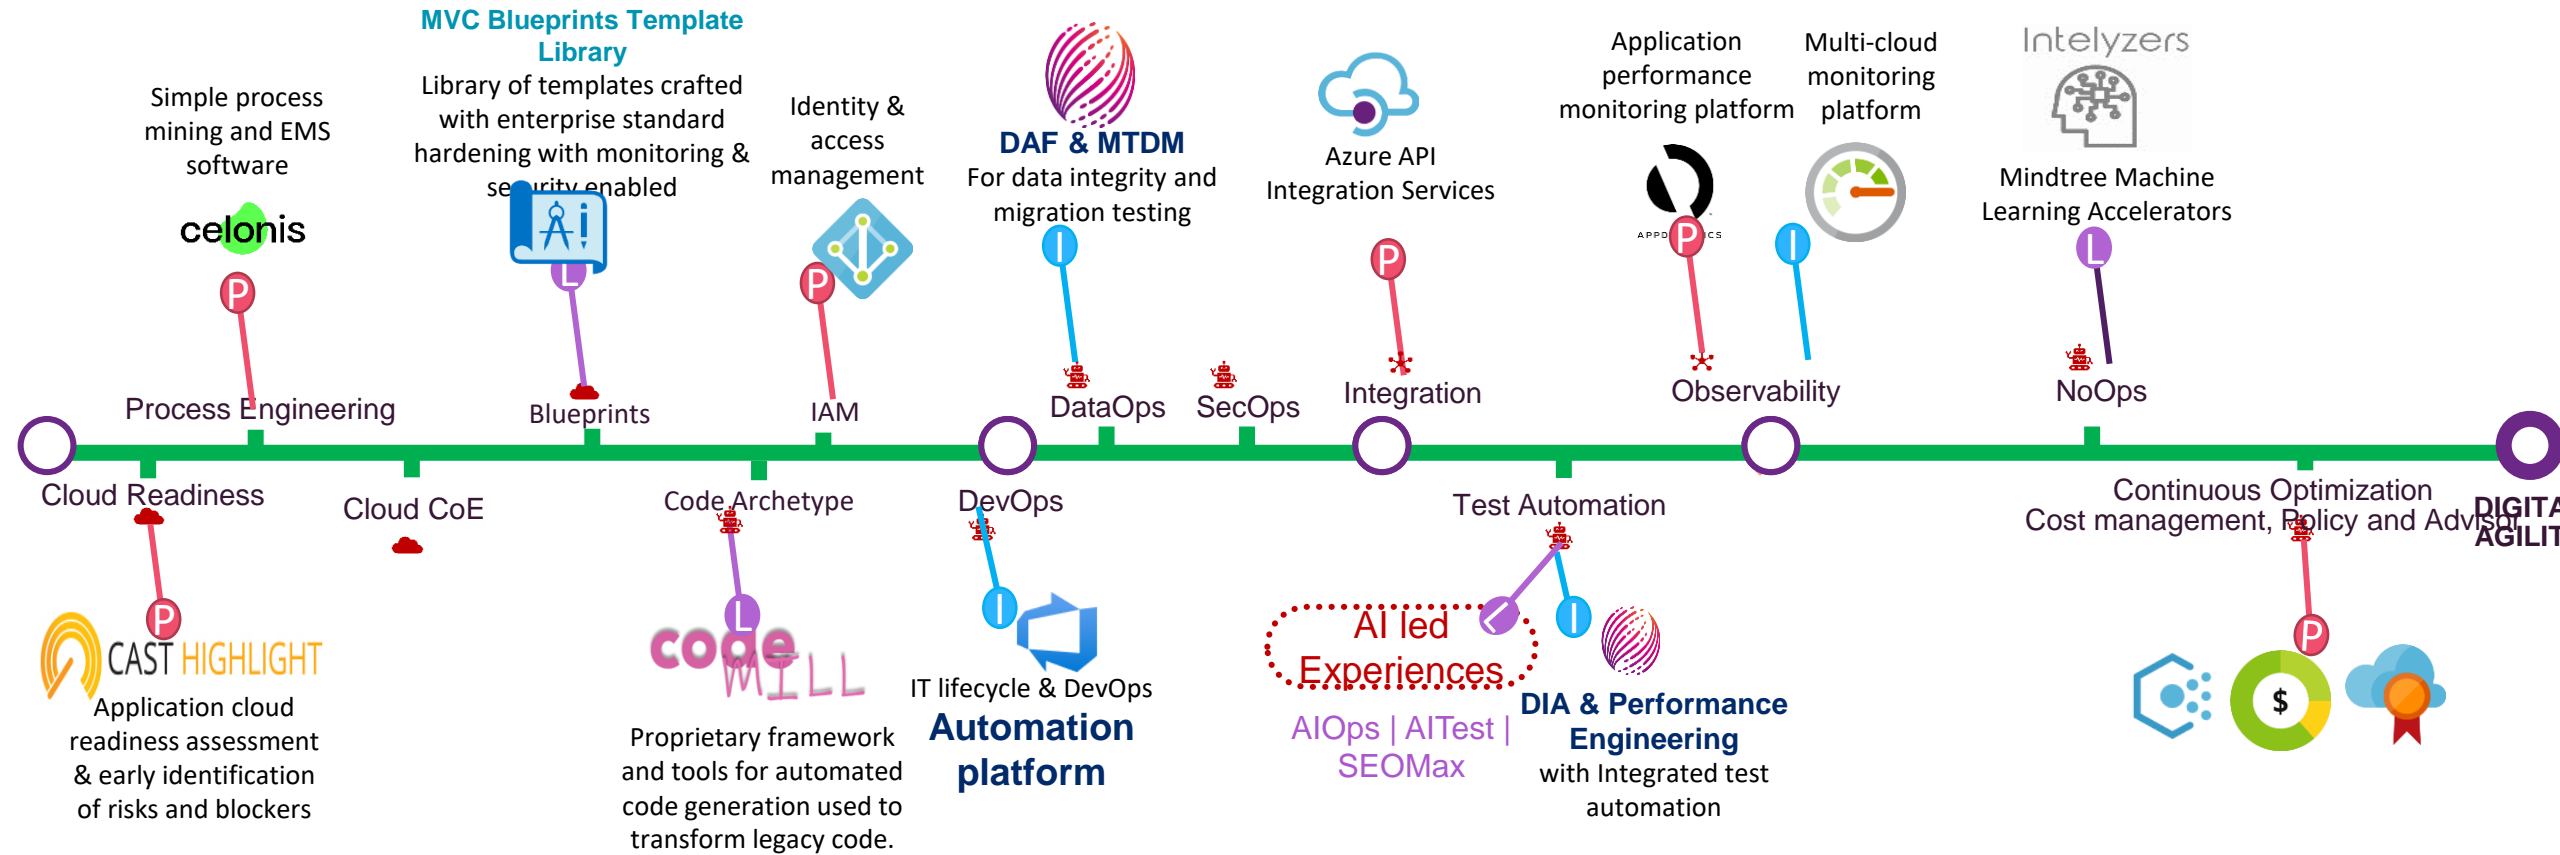 MVC Blueprints Template
Library
Library of templates crafted
with enterprise standard
hardening with monitoring &
security enabled
Simple process
mining and EMS
software
celonis
P
L
Identity &
access
management
P
DAF & MTDM
For data integrity and
migration testing
I
Azure API
Integration Services
P
Application
performance
monitoring platform
P
Multi-cloud
monitoring
platform
I
Intelyzers
Mindtree Machine
Learning Accelerators
L
Process Engineering
Blueprints
IAM
DataOps
SecOps
Integration
Observability
NoOps
Cloud Readiness
Cloud CoE
Code Archetype
DevOps
Test Automation
Continuous Optimization
Cost management, Policy and Advisor
DIGITA
AGILIT
P
CAST HIGHLIGHT
Application cloud
readiness assessment
& early identification
of risks and blockers
L
code
MILL
Proprietary framework
and tools for automated
code generation used to
transform legacy code.
I
IT lifecycle & DevOps
Automation
platform
L
AI led
Experiences
AIOps | AITest |
SEOMax
I
DIA & Performance
Engineering
with Integrated test
automation
P
$